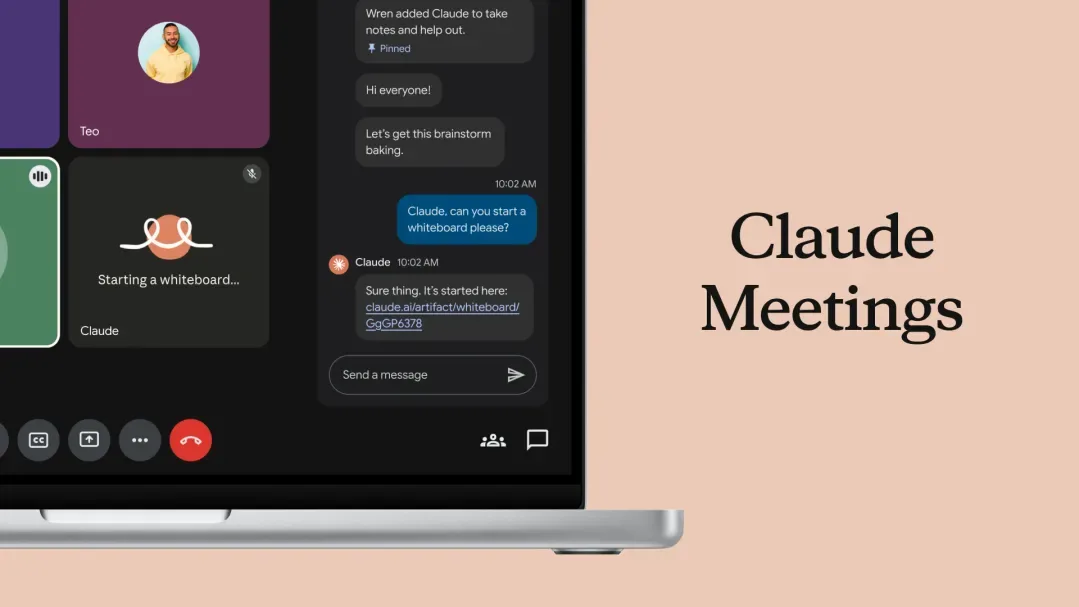 Wren added Claude to take
notes and help out.
Pinned
Hi everyone!
Let's get this brainstorm
baking.
10:02 AM
Claude, can you start a
whiteboard please?
Claude 10:02 AM
Sure thing. It's started here:
claude.ai/artifact/whiteboard/
GgGP6378
Send a message
Teo
Starting a whiteboard...
Claude
CC
Claude
Meetings